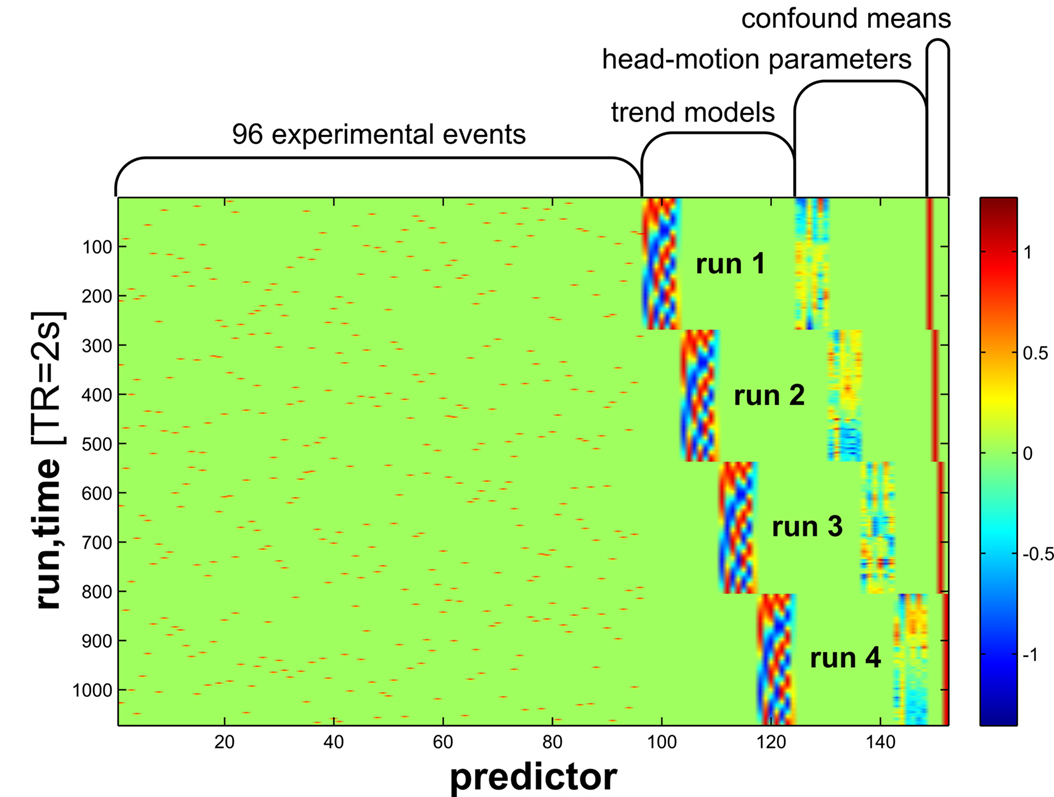 confound means
head-motion parameters
trend models
96 experimental events
run 1
run 2
run 3
run 4
100
200
300
400
500
600
700
800
900
1000
run,time [TR=2s]
20
40
60
80
100
120
140
predictor
1
0.5
0
-0.5
-1